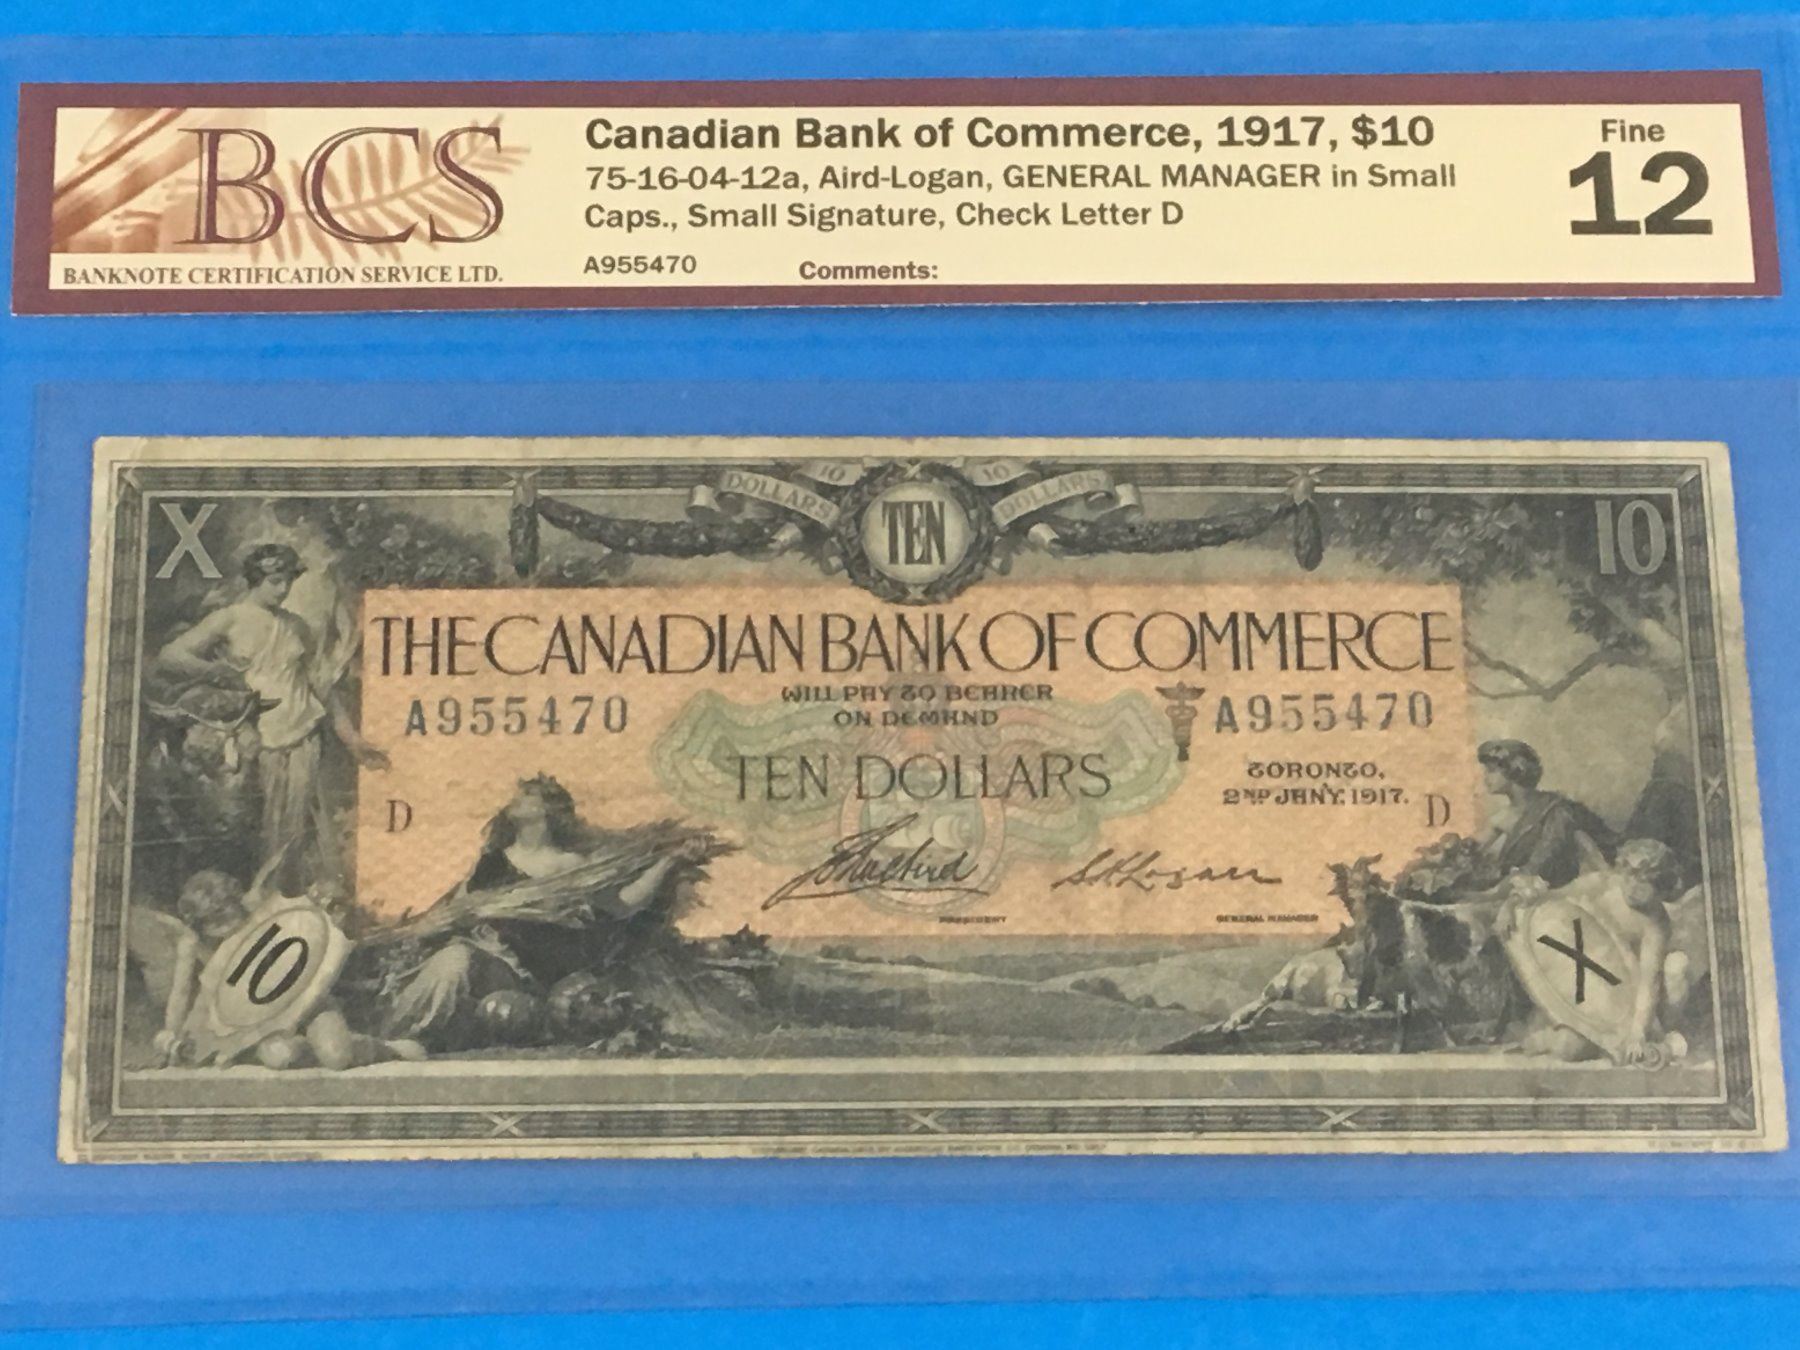 BCS
BANKNOTE CERTIFICATION SERVICE LTD.
Canadian Bank of Commerce, 1917, $10
75-16-04-12a, Aird-Logan, GENERAL MANAGER in Small
Caps., Small Signature, Check Letter D
A955470 Comments:
Fine
12
10 10
DOLLARS DOLLARS
X TEN 10
THE CANADIAN BANK OF COMMERCE
WILL PAY TO BEARER
ON DEMAND
A955470 A955470
TEN DOLLARS
TORONTO,
2ND JANY. 1917.
D D
S H Logan
PRESIDENT GENERAL MANAGER
10 X